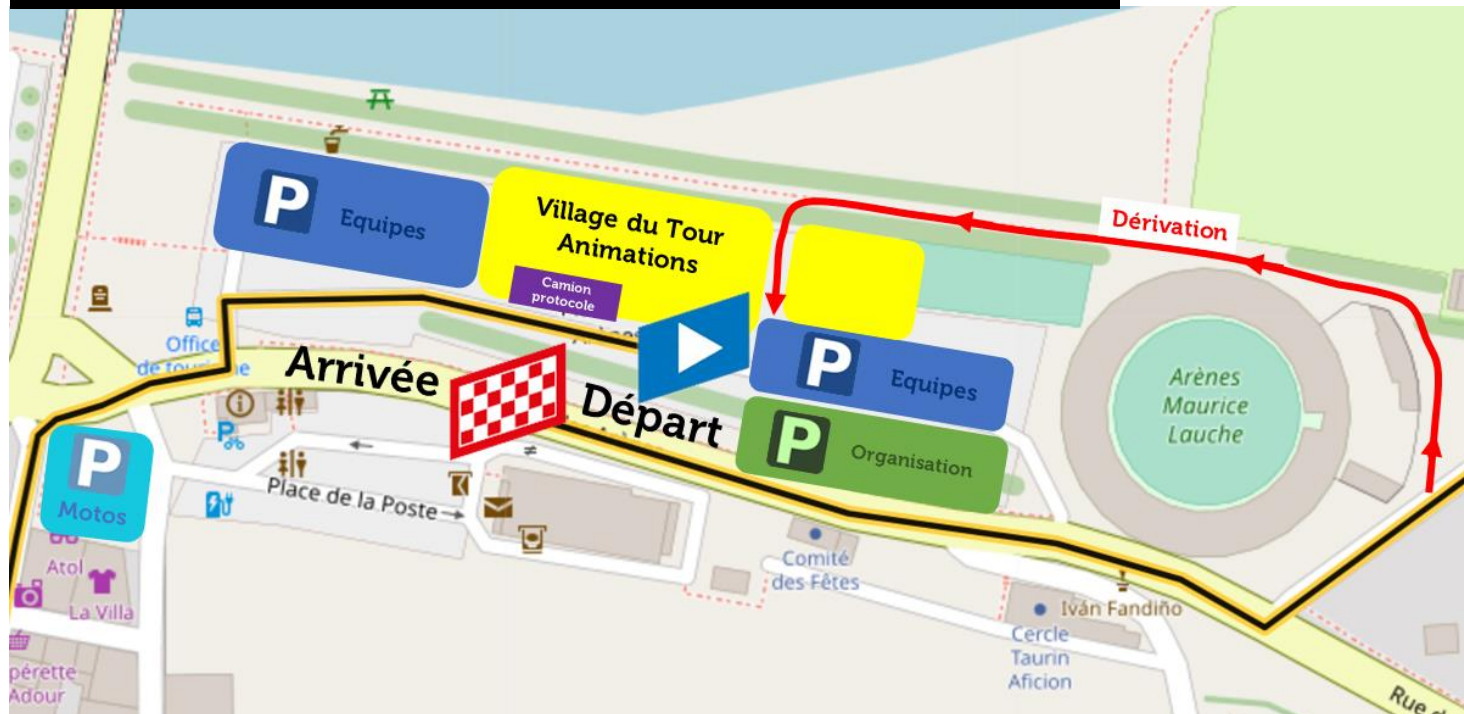 Dérivation
P
Equipes
Village du Tour
Animations
Camion
protocole
Office
de tourisme
Arrivée
Départ
P
Equipes
P
Organisation
Arènes
Maurice
Lauche
P
Motos
P
Place de la Poste
Atol
La Villa
Comité
des Fêtes
Iván Fandiño
Cercle
Taurin
Aficion
pérette
Adour
Rue d